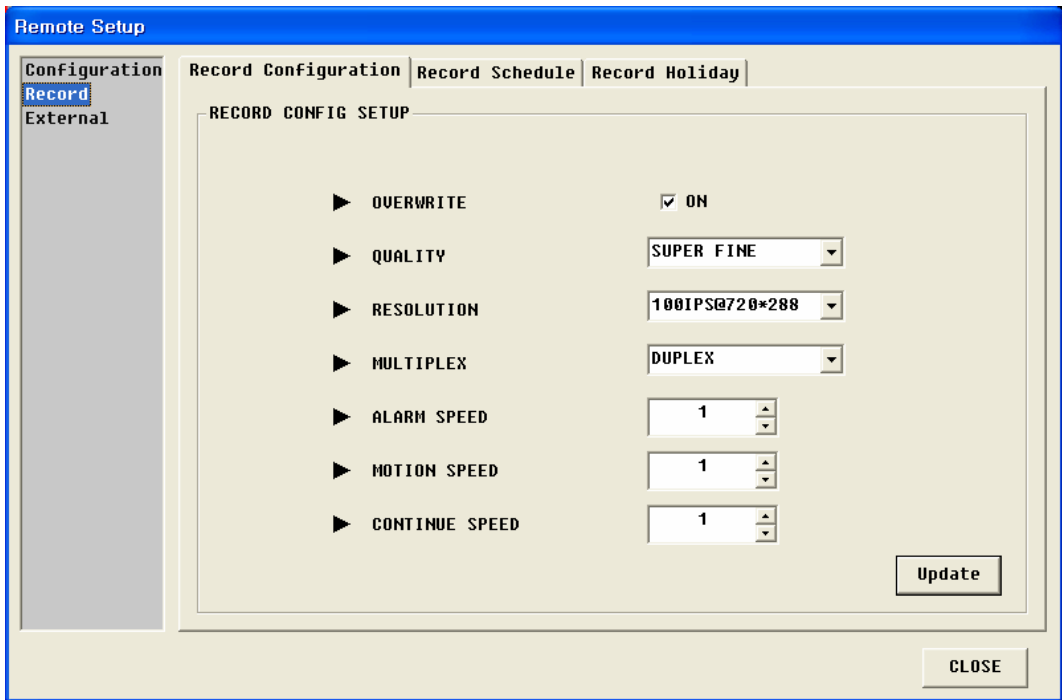 Remote Setup
Configuration
Record
External
Record Configuration
Record Schedule
Record Holiday
RECORD CONFIG SETUP
OVERWRITE
ON
QUALITY
SUPER FINE
RESOLUTION
100IPS@720*288
MULTIPLEX
DUPLEX
ALARM SPEED
1
MOTION SPEED
1
CONTINUE SPEED
1
Update
CLOSE